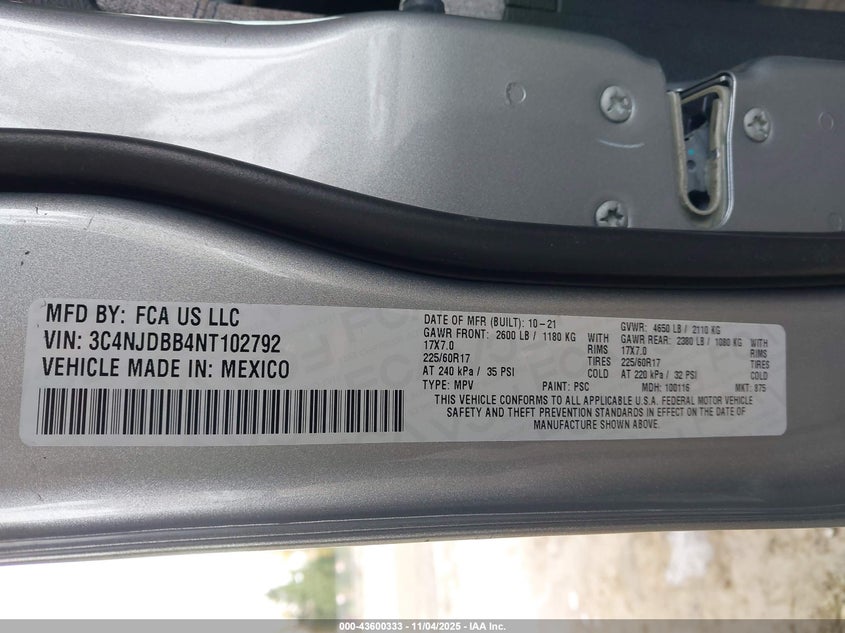 MFD BY: FCA US LLC
VIN: 3C4NJDBB4NT102792
VEHICLE MADE IN: MEXICO
DATE OF MFR (BUILT): 10-21 GVWR: 4650 LB / 2110 KG
GAWR FRONT: 2600 LB / 1180 KG WITH GAWR REAR: 2380 LB / 1080 KG WITH
17X7.0 RIMS 17X7.0 RIMS
225/60R17 TIRES 225/60R17 TIRES
AT 240 kPa / 35 PSI COLD AT 220 kPa / 32 PSI COLD
TYPE: MPV PAINT: PSC MDH: 100116 MKT: 875
THIS VEHICLE CONFORMS TO ALL APPLICABLE U.S.A. FEDERAL MOTOR VEHICLE
SAFETY AND THEFT PREVENTION STANDARDS IN EFFECT ON THE DATE OF
MANUFACTURE SHOWN ABOVE.
000-43600333 - 11/04/2025 - IAA Inc.